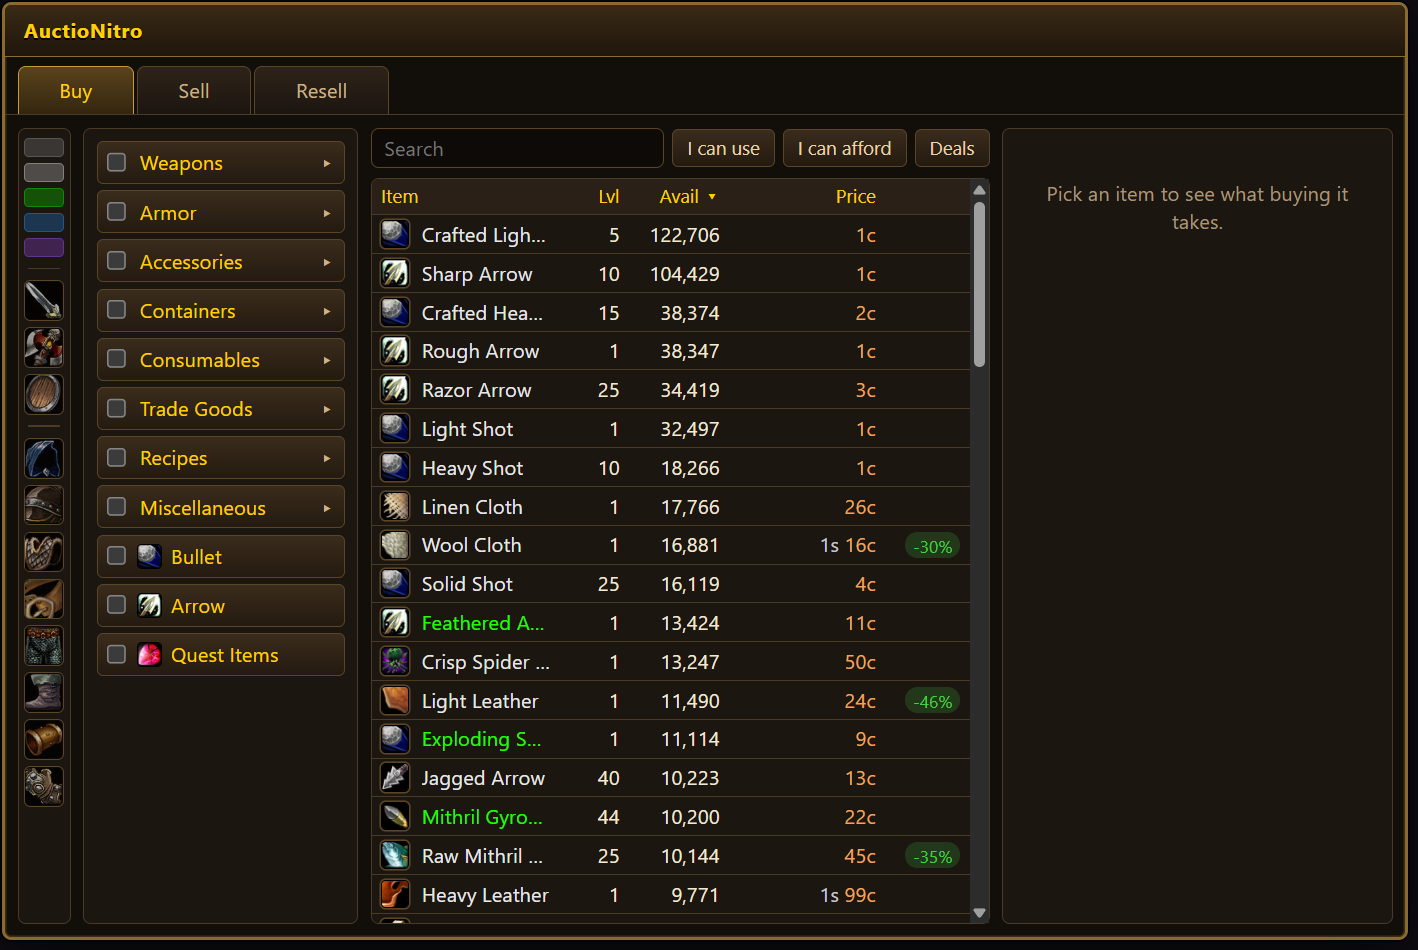 AuctioNitro
Buy
Sell
Resell
Weapons
Armor
Accessories
Containers
Consumables
Trade Goods
Recipes
Miscellaneous
Bullet
Arrow
Quest Items
Search
I can use
I can afford
Deals
Item Lvl Avail Price
Crafted Ligh... 5 122,706 1c
Sharp Arrow 10 104,429 1c
Crafted Hea... 15 38,374 2c
Rough Arrow 1 38,347 1c
Razor Arrow 25 34,419 3c
Light Shot 1 32,497 1c
Heavy Shot 10 18,266 1c
Linen Cloth 1 17,766 26c
Wool Cloth 1 16,881 1s 16c -30%
Solid Shot 25 16,119 4c
Feathered A... 1 13,424 11c
Crisp Spider ... 1 13,247 50c
Light Leather 1 11,490 24c -46%
Exploding S... 1 11,114 9c
Jagged Arrow 40 10,223 13c
Mithril Gyro... 44 10,200 22c
Raw Mithril ... 25 10,144 45c -35%
Heavy Leather 1 9,771 1s 99c
Pick an item to see what buying it
takes.